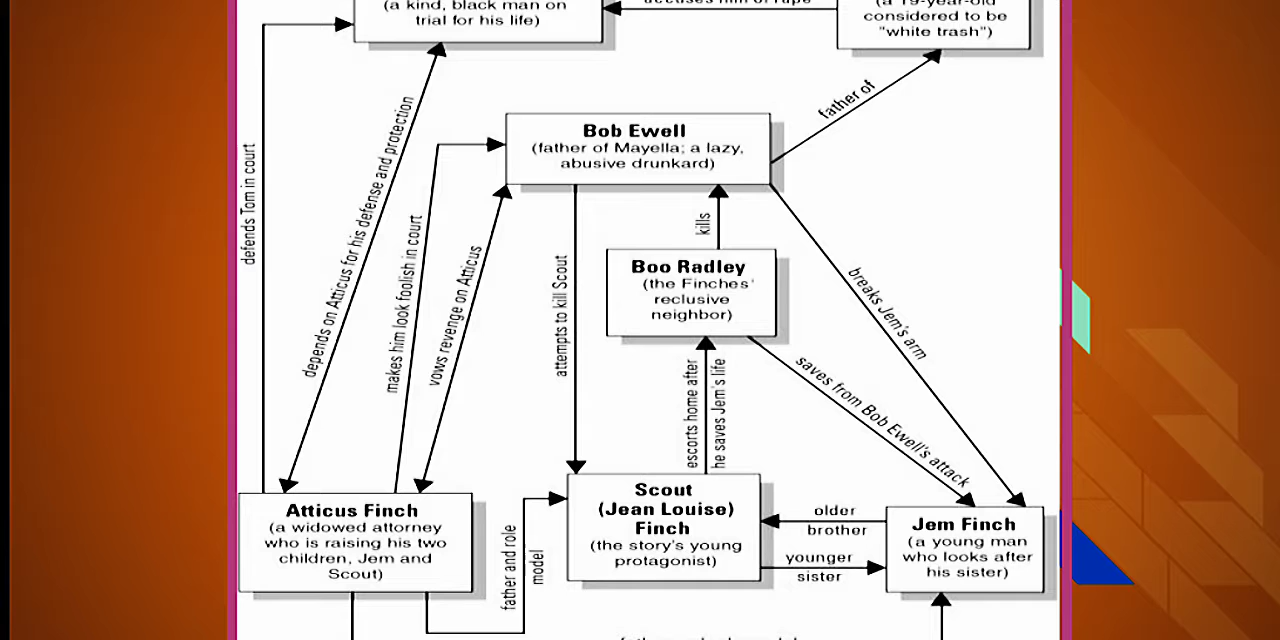 (a kind, black man on
trial for his life)
accuses him of rape
(a 19-year-old
considered to be
"white trash")
father of
defends Tom in court
depends on Atticus for his defense and protection
makes him look foolish in court
vows revenge on Atticus
Bob Ewell
(father of Mayella; a lazy,
abusive drunkard)
attempts to kill Scout
kills
Boo Radley
(the Finches'
reclusive
neighbor)
breaks Jem's arm
saves from Bob Ewell's attack
escorts home after
he saves Jem's life
Atticus Finch
(a widowed attorney
who is raising his two
children, Jem and
Scout)
father and role
model
Scout
(Jean Louise)
Finch
(the story's young
protagonist)
older
brother
younger
sister
Jem Finch
(a young man
who looks after
his sister)